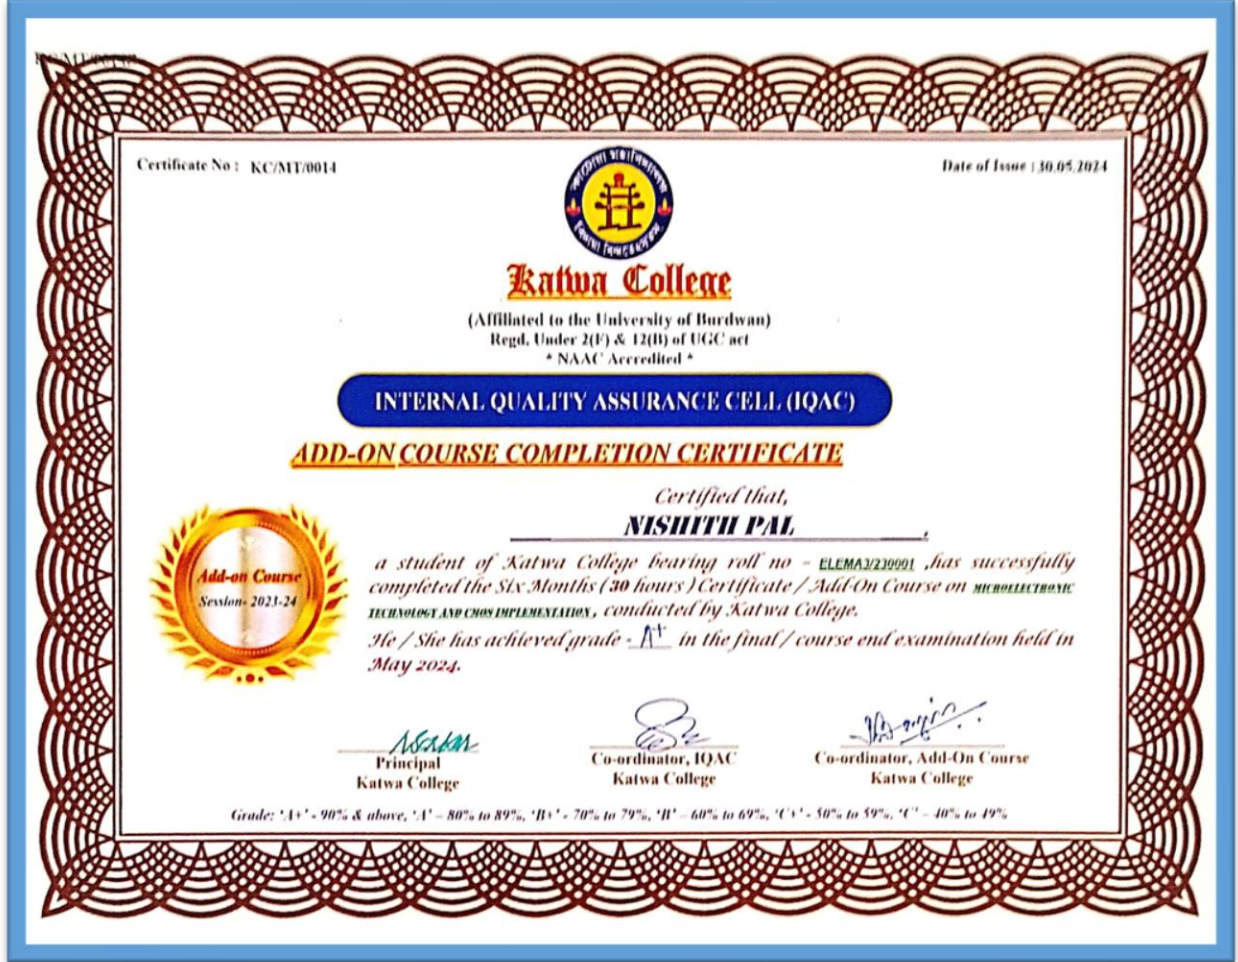 Certificate No : KC/MT/0014
Date of Issue : 30.05.2024
Katwa College
(Affiliated to the University of Burdwan)
Regd. Under 2(F) & 12(B) of UGC act
* NAAC Accredited *
INTERNAL QUALITY ASSURANCE CELL (IQAC)
ADD-ON COURSE COMPLETION CERTIFICATE
Certified that,
NISHITH PAL,
a student of Katwa College bearing roll no - ELEMA3/230001 ,has successfully
completed the Six Months (30 hours) Certificate / Add-On Course on MICROELECTRONIC
TECHNOLOGY AND CMOS IMPLEMENTATION, conducted by Katwa College.
He / She has achieved grade - A+ in the final / course end examination held in
May 2024.
Add-on Course
Session- 2023-24
Principal
Katwa College
Co-ordinator, IQAC
Katwa College
Co-ordinator, Add-On Course
Katwa College
Grade: 'A+' - 90% & above, 'A' – 80% to 89%, 'B+' - 70% to 79%, 'B' – 60% to 69%, 'C+' - 50% to 59%, 'C' – 40% to 49%